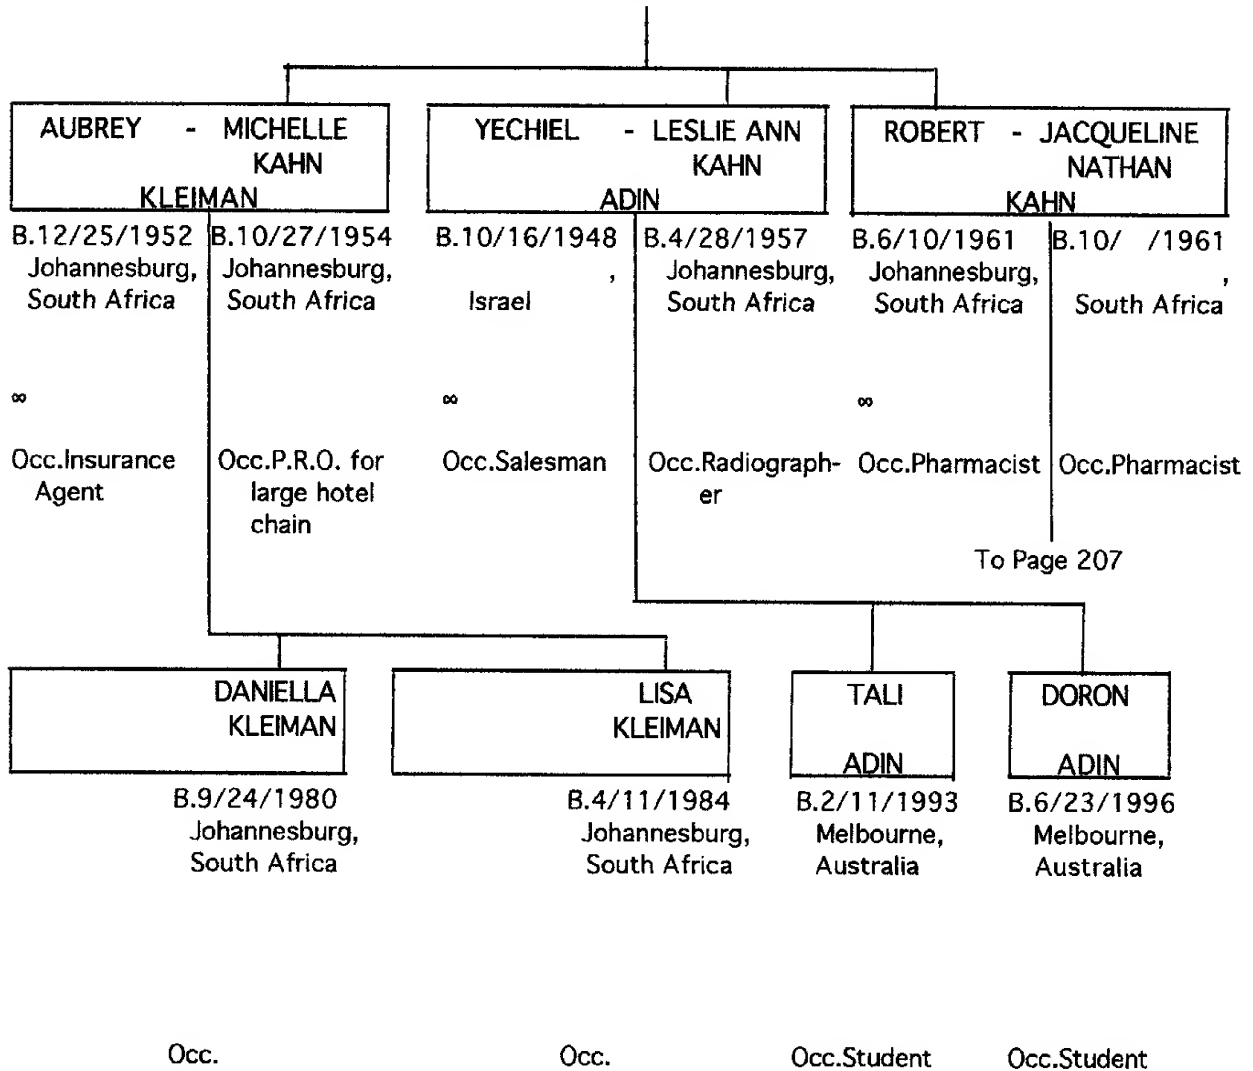 AUBREY - MICHELLE
KAHN
KLEIMAN
B.12/25/1952 B.10/27/1954
Johannesburg, Johannesburg,
South Africa South Africa
∞
Occ.Insurance Occ.P.R.O. for
Agent large hotel
chain
YECHIEL - LESLIE ANN
KAHN
ADIN
B.10/16/1948 B.4/28/1957
, Johannesburg,
Israel South Africa
∞
Occ.Salesman Occ.Radiograph-
er
ROBERT - JACQUELINE
NATHAN
KAHN
B.6/10/1961 B.10/ /1961
Johannesburg, ,
South Africa South Africa
∞
Occ.Pharmacist Occ.Pharmacist
To Page 207
DANIELLA
KLEIMAN
B.9/24/1980
Johannesburg,
South Africa
Occ.
LISA
KLEIMAN
B.4/11/1984
Johannesburg,
South Africa
Occ.
TALI
ADIN
B.2/11/1993
Melbourne,
Australia
Occ.Student
DORON
ADIN
B.6/23/1996
Melbourne,
Australia
Occ.Student